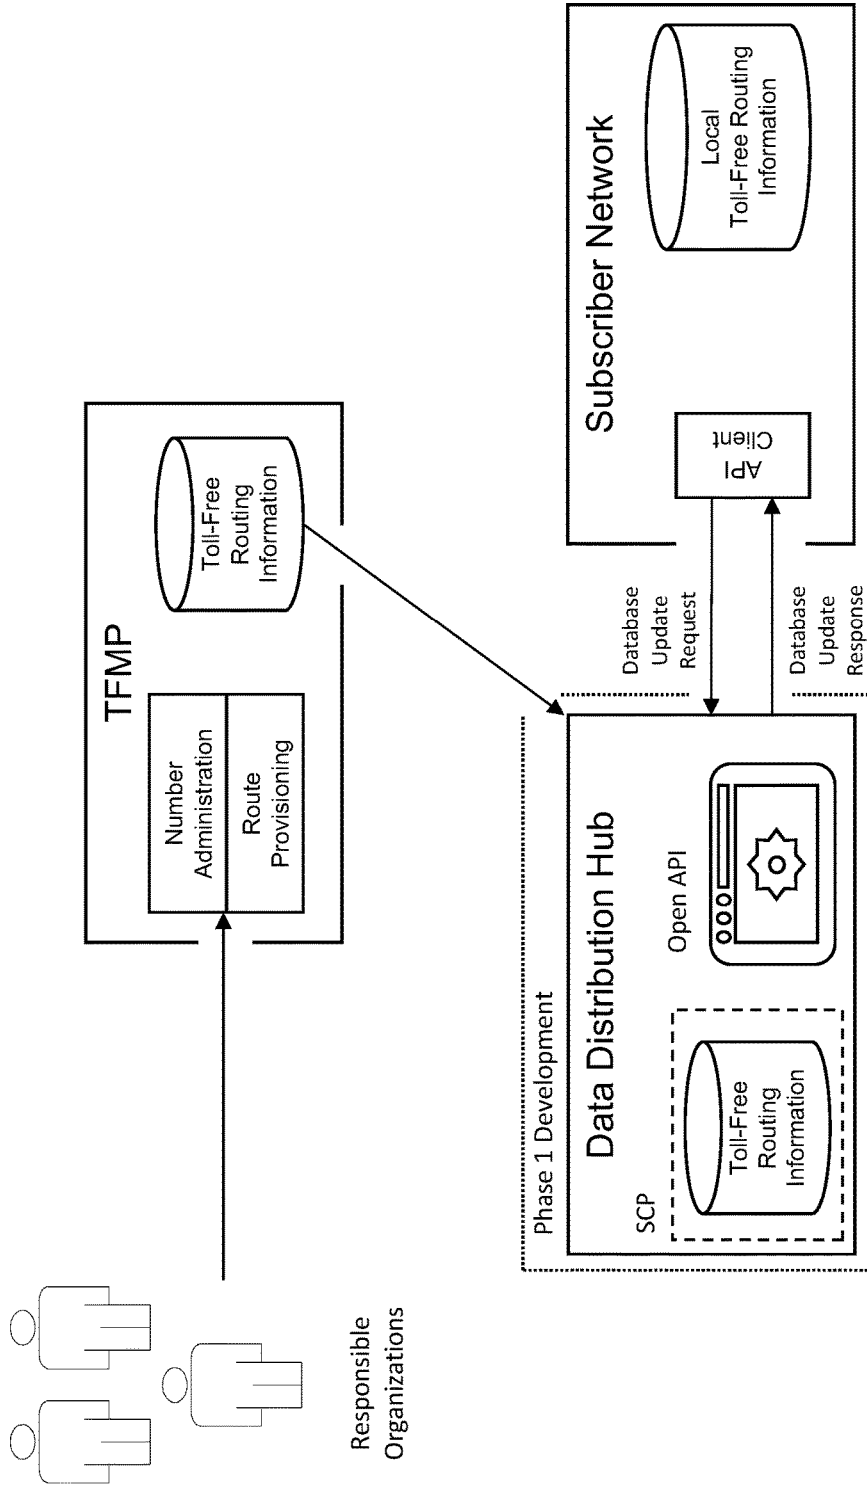 Responsible
Organizations
TFMP
Number
Administration
Route
Provisioning
Toll-Free
Routing
Information
Phase 1 Development
Data Distribution Hub
SCP
Toll-Free
Routing
Information
Open API
Database
Update
Request
Database
Update
Response
Subscriber Network
API
Client
Local
Toll-Free Routing
Information